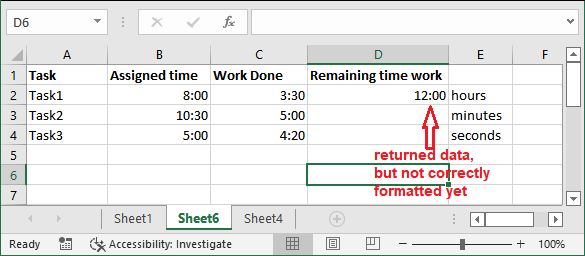 D6
fx
A B C D E F
1 Task Assigned time Work Done Remaining time work
2 Task1 8:00 3:30 12:00 hours
3 Task2 10:30 5:00 minutes
4 Task3 5:00 4:20 seconds
5 returned data,
6 but not correctly
7 formatted yet
Sheet1 Sheet6 Sheet4
Ready Accessibility: Investigate 100%